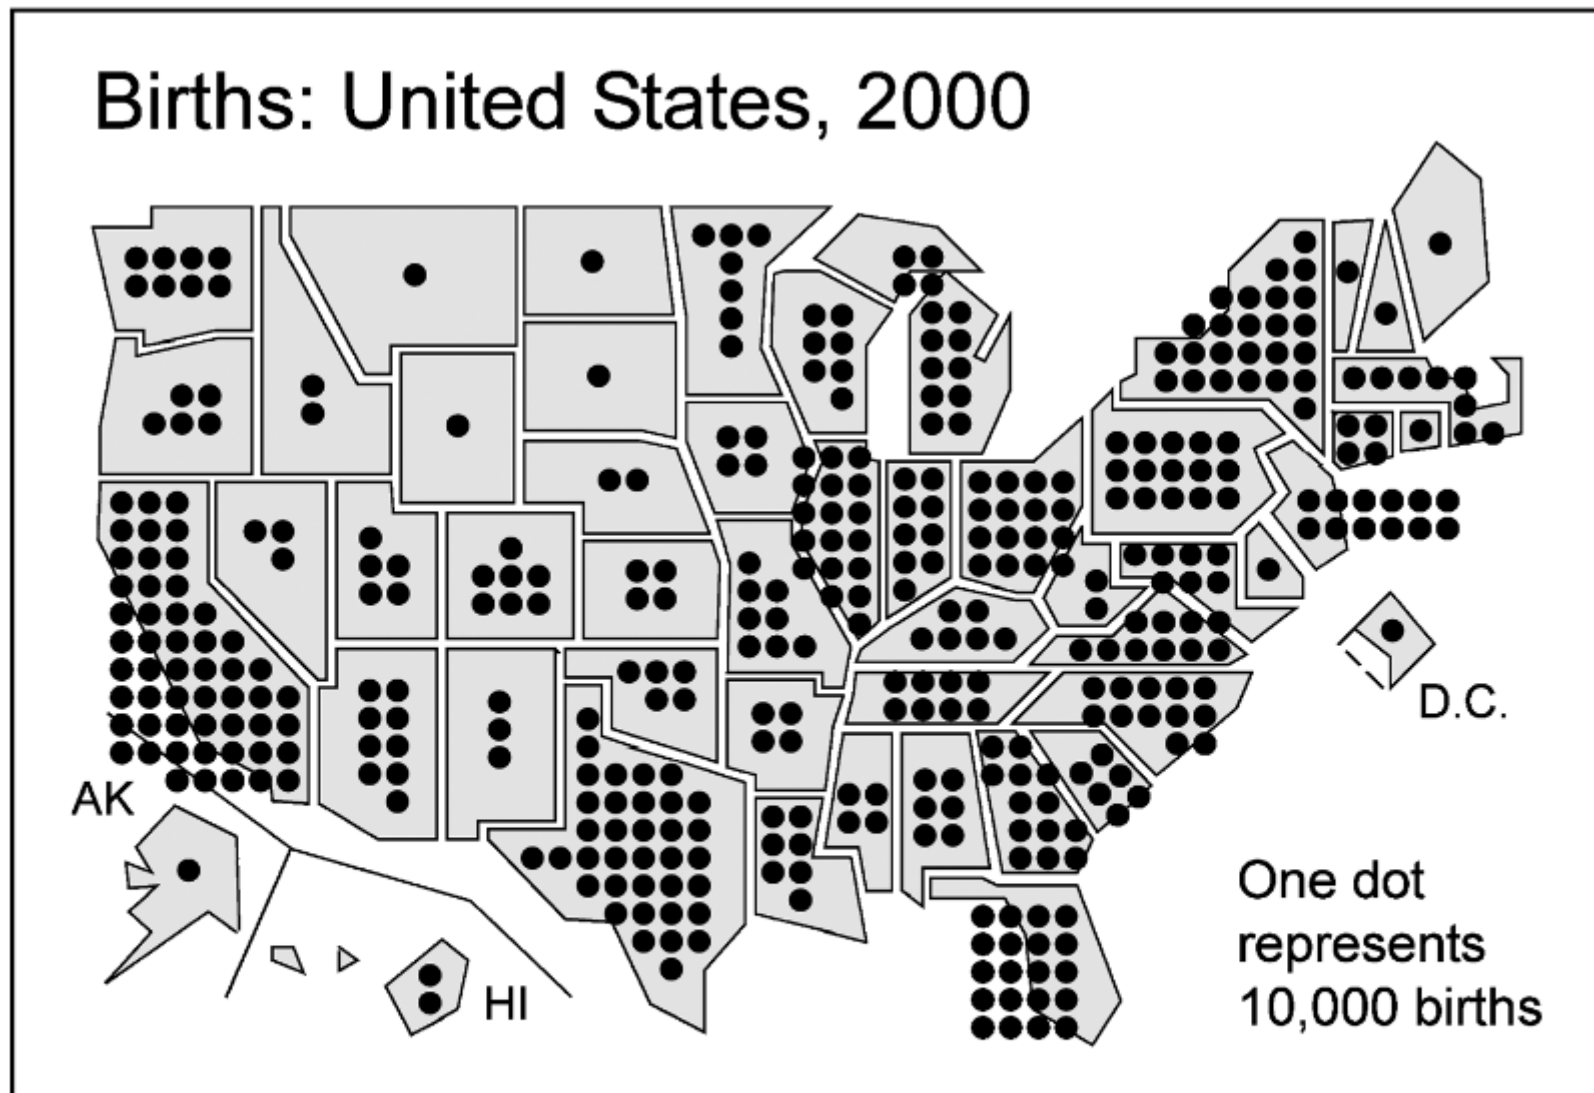 Births: United States, 2000
D.C.
AK
HI
One dot
represents
10,000 births